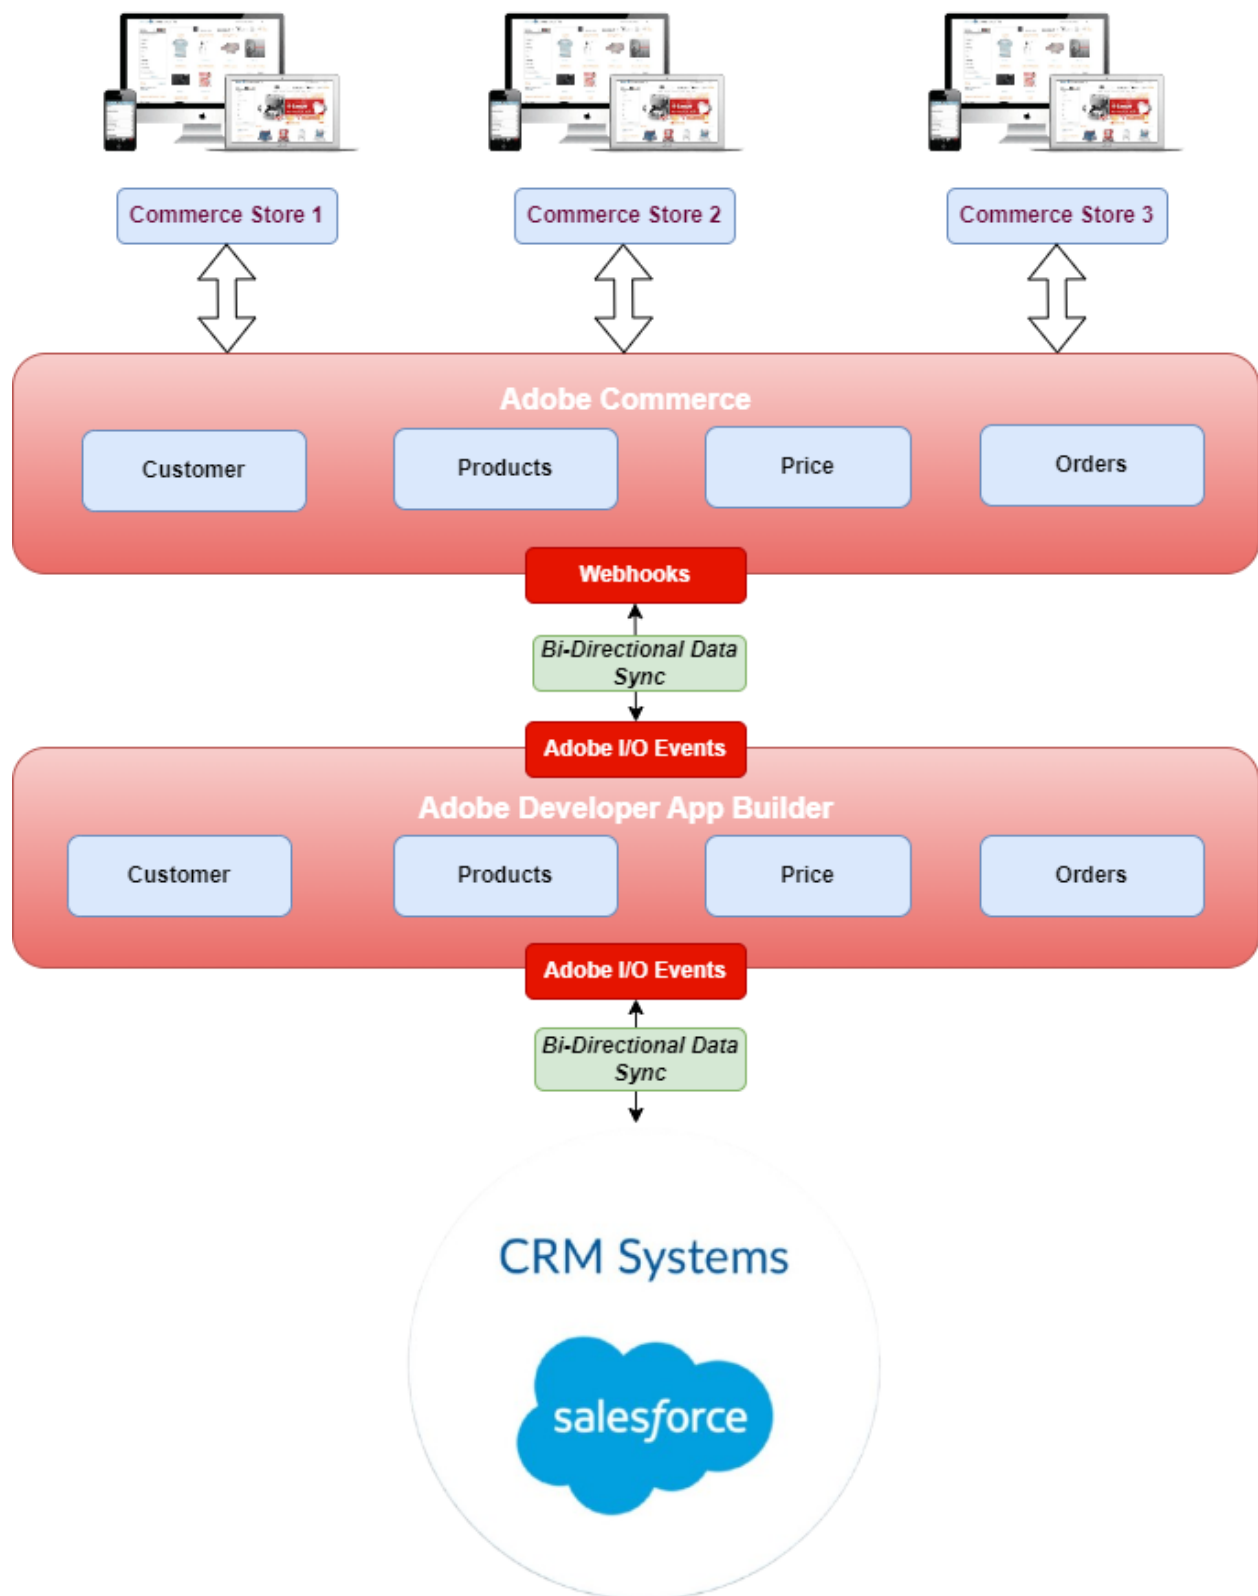 Commerce Store 1
Commerce Store 2
Commerce Store 3
Adobe Commerce
Customer
Products
Price
Orders
Webhooks
Bi-Directional Data
Sync
Adobe I/O Events
Adobe Developer App Builder
Customer
Products
Price
Orders
Adobe I/O Events
Bi-Directional Data
Sync
CRM Systems
salesforce